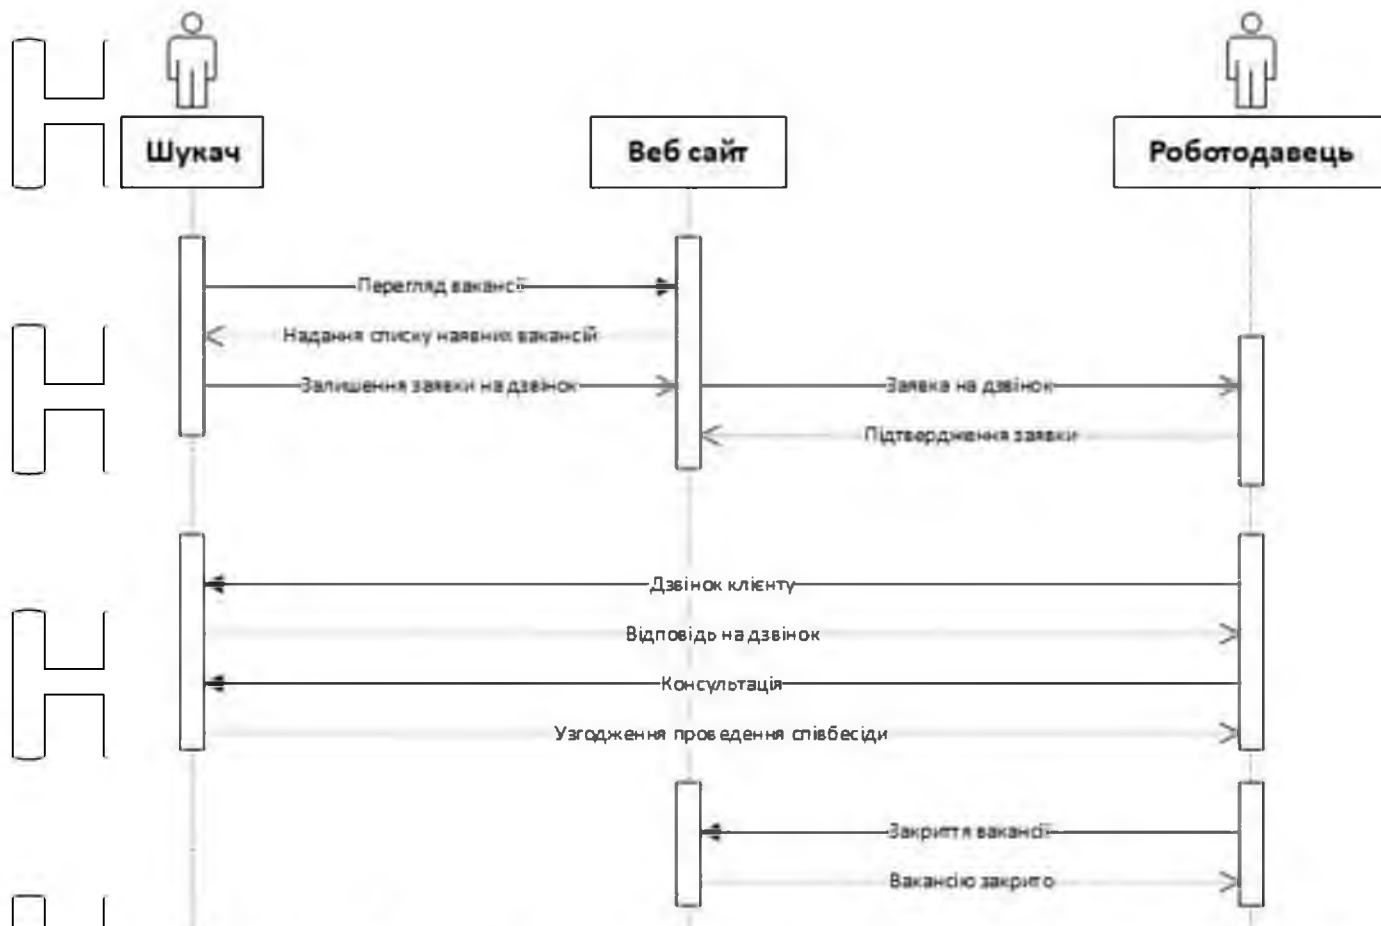 Шукач
Веб сайт
Роботодавець
Перегляд вакансії
Надання списку наявних вакансій
Залишення заявки на дзвінок
Заявка на дзвінок
Підтвердження заявки
Дзвінок клієнту
Відповідь на дзвінок
Консультація
Узгодження проведення співбесіди
Закриття вакансії
Вакансію закрито